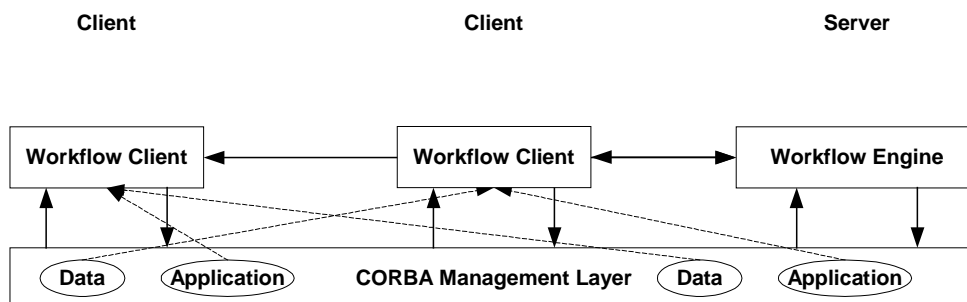 Client Client Server
Workflow Client Workflow Client Workflow Engine
Data Application CORBA Management Layer Data Application